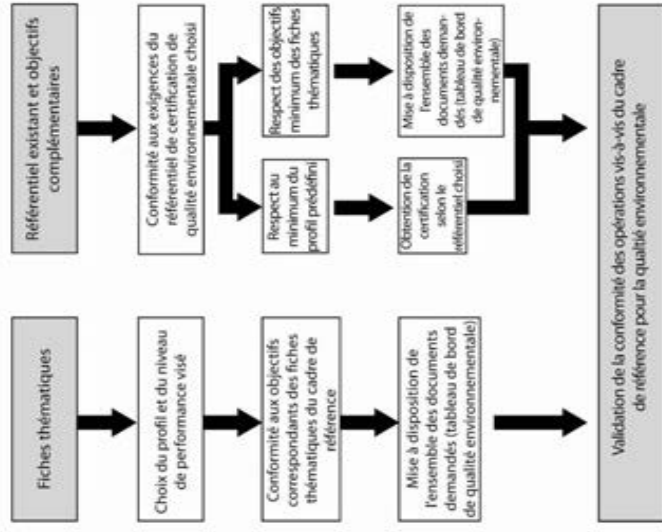 Fiches thématiques
Choix du profil et du niveau
de performance visé
Conformité aux objectifs
correspondants des fiches
thématiques du cadre de
référence
Mise à disposition de
l'ensemble des documents
demandés (tableau de bord
de qualité environnementale)
Référentiel existant et objectifs
complémentaires
Conformité aux exigences du
référentiel de certification de
qualité environnementale choisi
Respect au
minimum du
profil prédéfini
Obtention de la
certification
selon le
référentiel choisi
Respect des objectifs
minimum des fiches
thématiques
Mise à disposition de
l'ensemble des
documents deman-
dés (tableau de bord
de qualité environ-
nementale)
Validation de la conformité des opérations vis-à-vis du cadre
de référence pour la qualtié environnementale